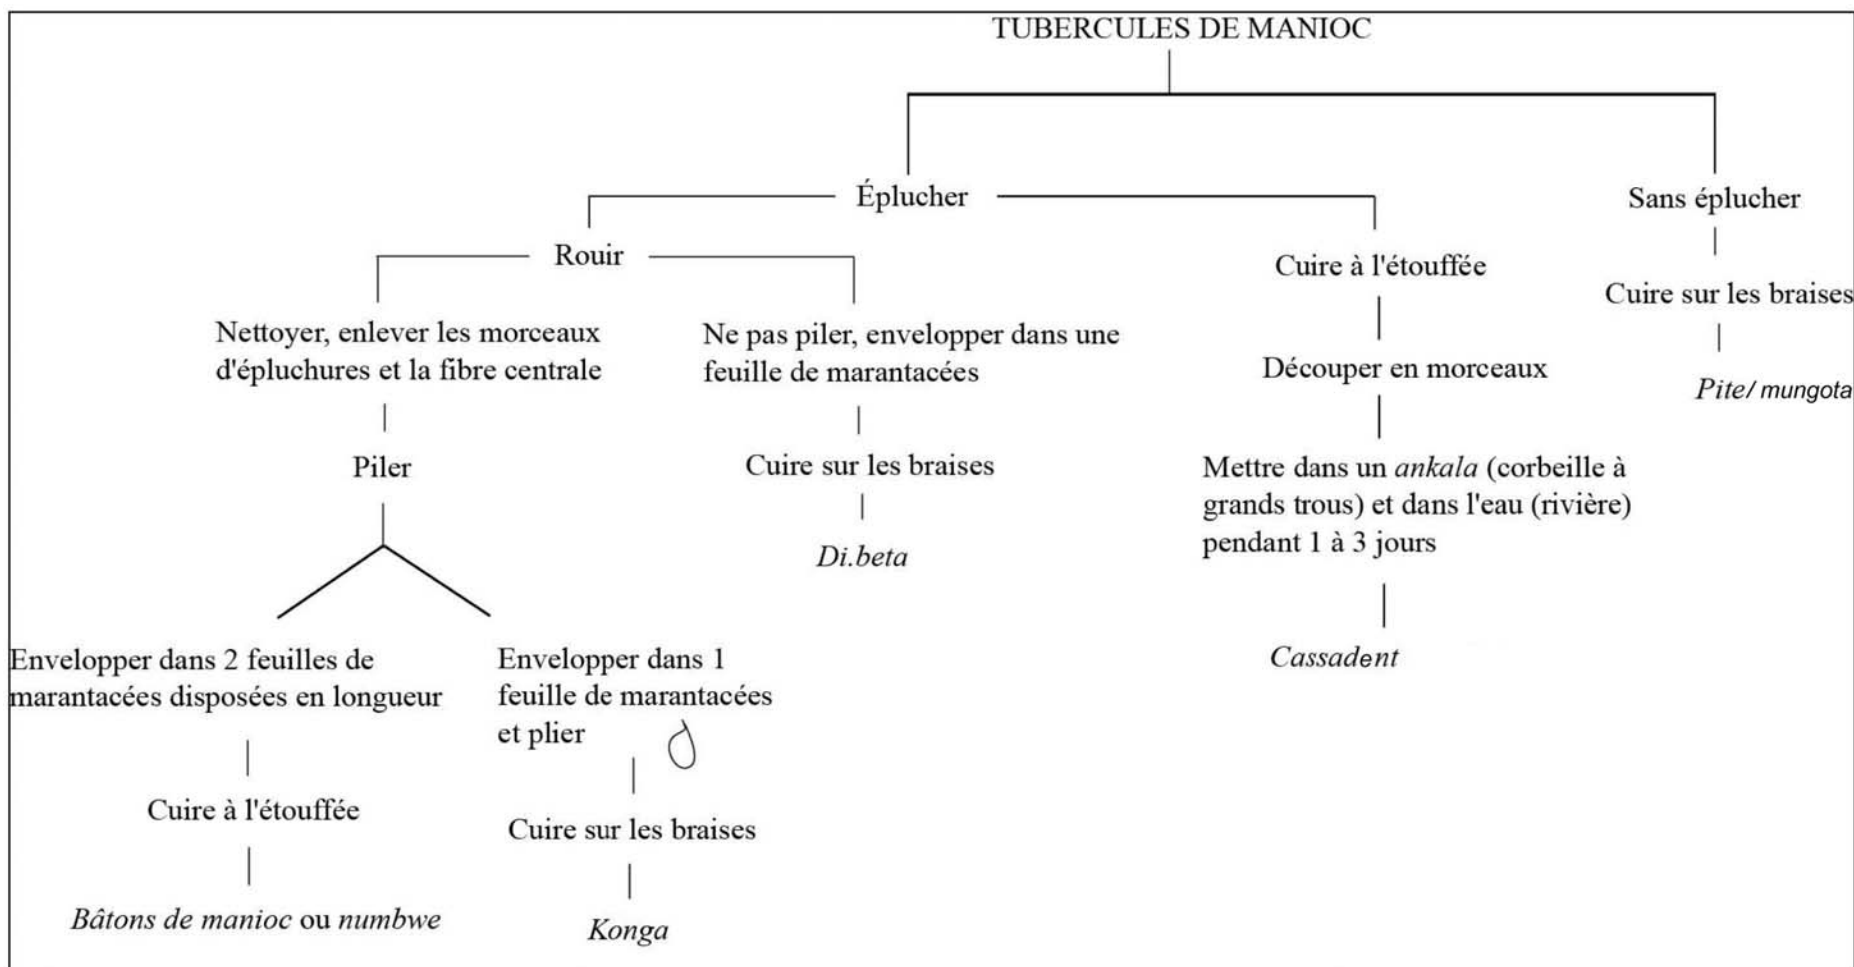 TUBERCULES DE MANIOC
Éplucher
Sans éplucher
Rouir
Cuire à l'étouffée
Cuire sur les braises
Nettoyer, enlever les morceaux
d'épluchures et la fibre centrale
Ne pas piler, envelopper dans une
feuille de marantacées
Découper en morceaux
Pite/ mungota
Piler
Cuire sur les braises
Mettre dans un ankala (corbeille à
grands trous) et dans l'eau (rivière)
pendant 1 à 3 jours
Di.beta
Envelopper dans 2 feuilles de
marantacées disposées en longueur
Envelopper dans 1
feuille de marantacées
et plier
Cassadent
Cuire à l'étouffée
Cuire sur les braises
Bâtons de manioc ou numbwe
Konga